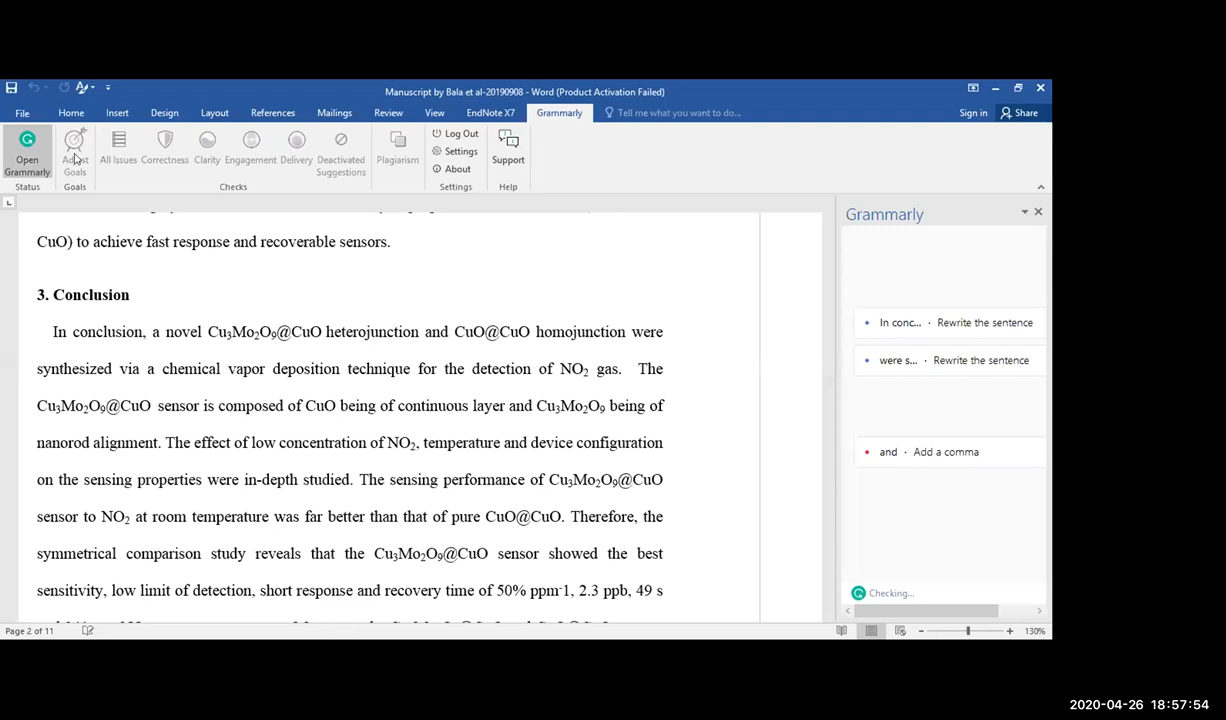 Manuscript by Bala et al-20190908 - Word (Product Activation Failed)
File Home Insert Design Layout References Mailings Review View EndNote X7 Grammarly Tell me what you want to do... Sign in Share
Open Grammarly
Adjust Goals
All Issues Correctness Clarity Engagement Delivery Deactivated Suggestions
Plagiarism
Log Out
Settings
About
Support
Status Goals Checks Settings Help
CuO) to achieve fast response and recoverable sensors.
3. Conclusion
In conclusion, a novel Cu₃Mo₂O₉@CuO heterojunction and CuO@CuO homojunction were
synthesized via a chemical vapor deposition technique for the detection of NO₂ gas. The
Cu₃Mo₂O₉@CuO sensor is composed of CuO being of continuous layer and Cu₃Mo₂O₉ being of
nanorod alignment. The effect of low concentration of NO₂, temperature and device configuration
on the sensing properties were in-depth studied. The sensing performance of Cu₃Mo₂O₉@CuO
sensor to NO₂ at room temperature was far better than that of pure CuO@CuO. Therefore, the
symmetrical comparison study reveals that the Cu₃Mo₂O₉@CuO sensor showed the best
sensitivity, low limit of detection, short response and recovery time of 50% ppm⁻1, 2.3 ppb, 49 s
Grammarly
In conc... · Rewrite the sentence
were s... · Rewrite the sentence
and · Add a comma
Checking...
Page 2 of 11
130%
2020-04-26 18:57:54